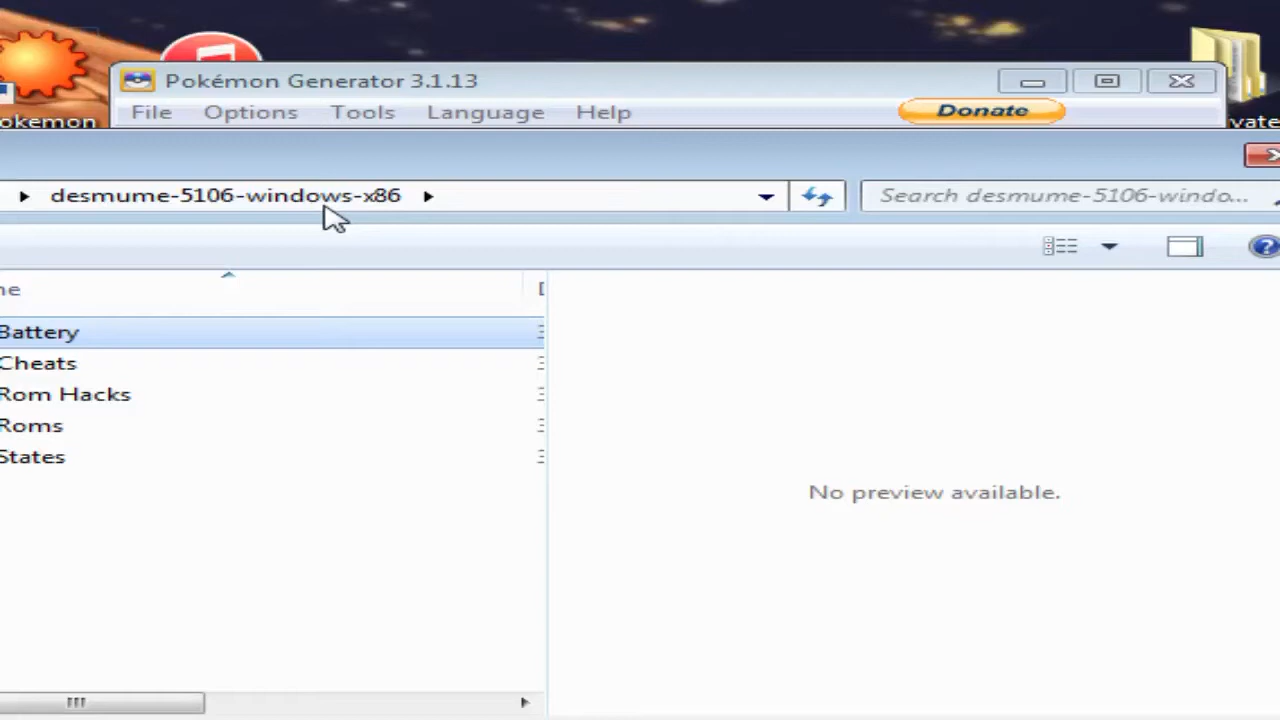 Pokémon Generator 3.1.13
File Options Tools Language Help Donate
okemon
vate
desmume-5106-windows-x86
Search desmume-5106-windo...
ne
Battery
Cheats
Rom Hacks
Roms
States
No preview available.